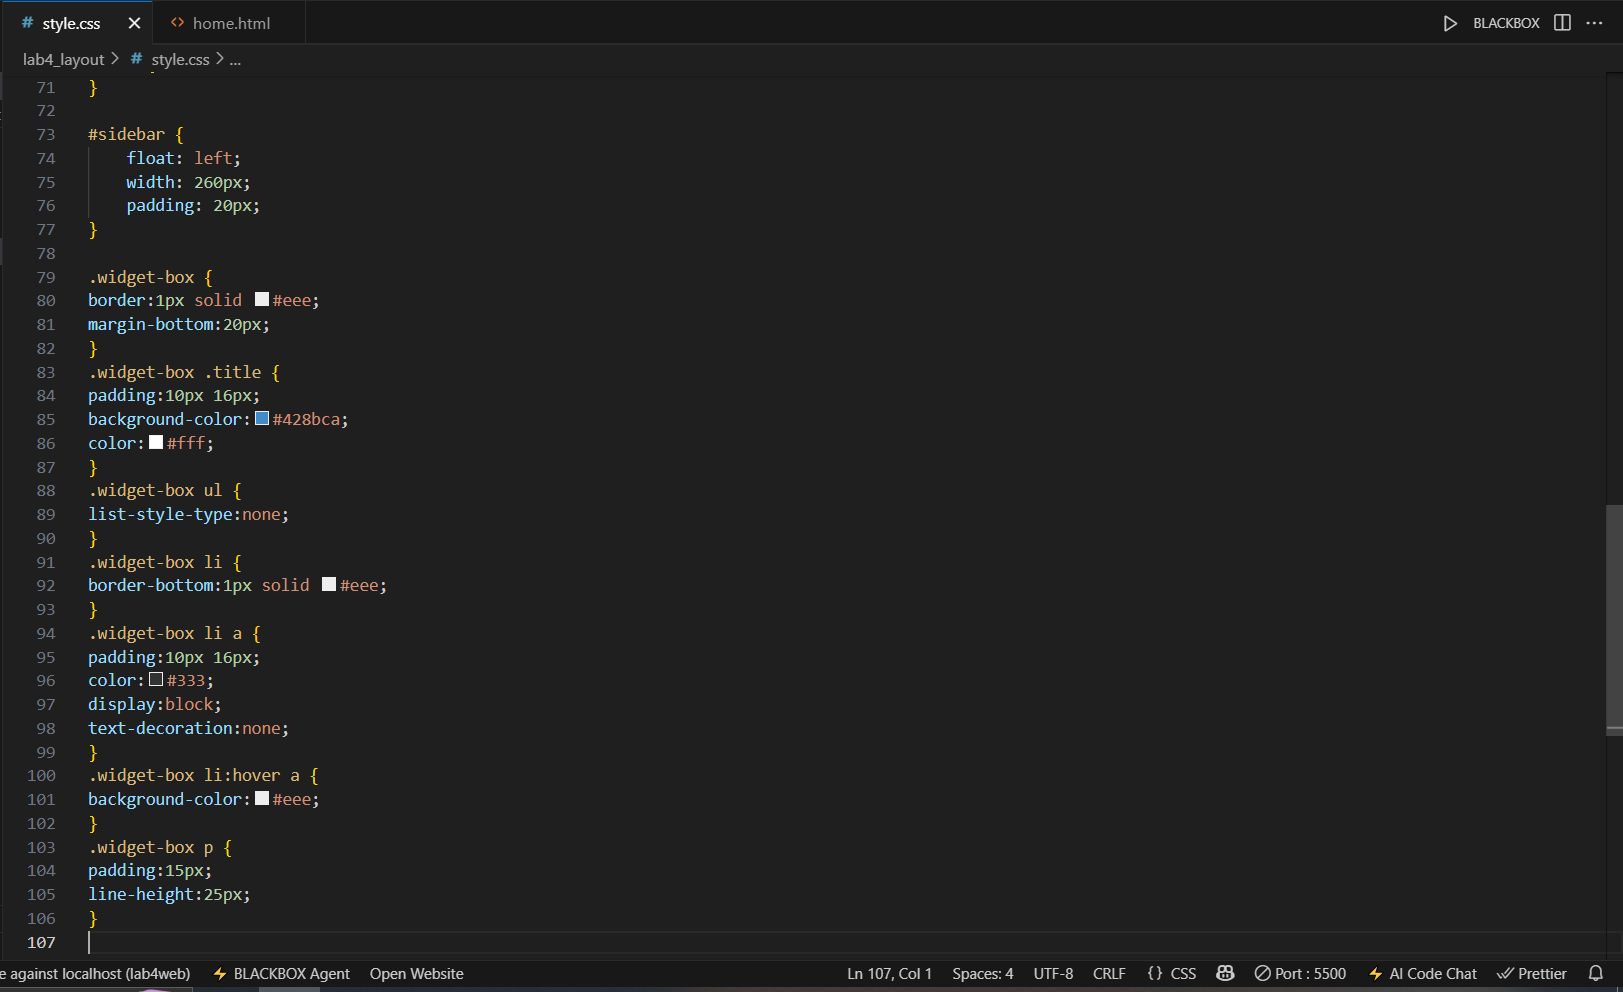 # style.css
<> home.html
BLACKBOX
lab4_layout > # style.css > ...
71 }
72
73 #sidebar {
74     float: left;
75     width: 260px;
76     padding: 20px;
77 }
78
79 .widget-box {
80 border:1px solid #eee;
81 margin-bottom:20px;
82 }
83 .widget-box .title {
84 padding:10px 16px;
85 background-color:#428bca;
86 color:#fff;
87 }
88 .widget-box ul {
89 list-style-type:none;
90 }
91 .widget-box li {
92 border-bottom:1px solid #eee;
93 }
94 .widget-box li a {
95 padding:10px 16px;
96 color:#333;
97 display:block;
98 text-decoration:none;
99 }
100 .widget-box li:hover a {
101 background-color:#eee;
102 }
103 .widget-box p {
104 padding:15px;
105 line-height:25px;
106 }
107
e against localhost (lab4web) BLACKBOX Agent Open Website Ln 107, Col 1 Spaces: 4 UTF-8 CRLF {} CSS Port : 5500 AI Code Chat Prettier